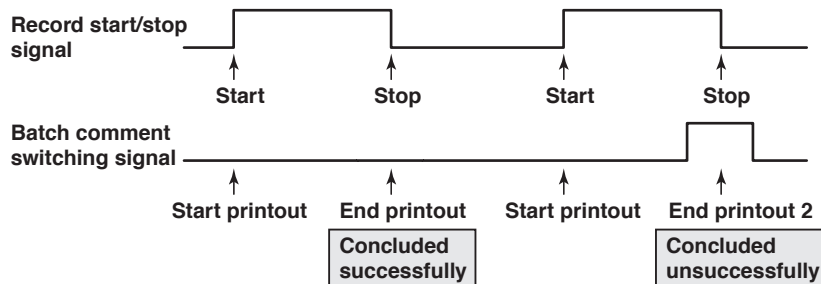 Record start/stop
signal
Start
Stop
Start
Stop
Batch comment
switching signal
Start printout
End printout
Start printout
End printout 2
Concluded
successfully
Concluded
unsuccessfully